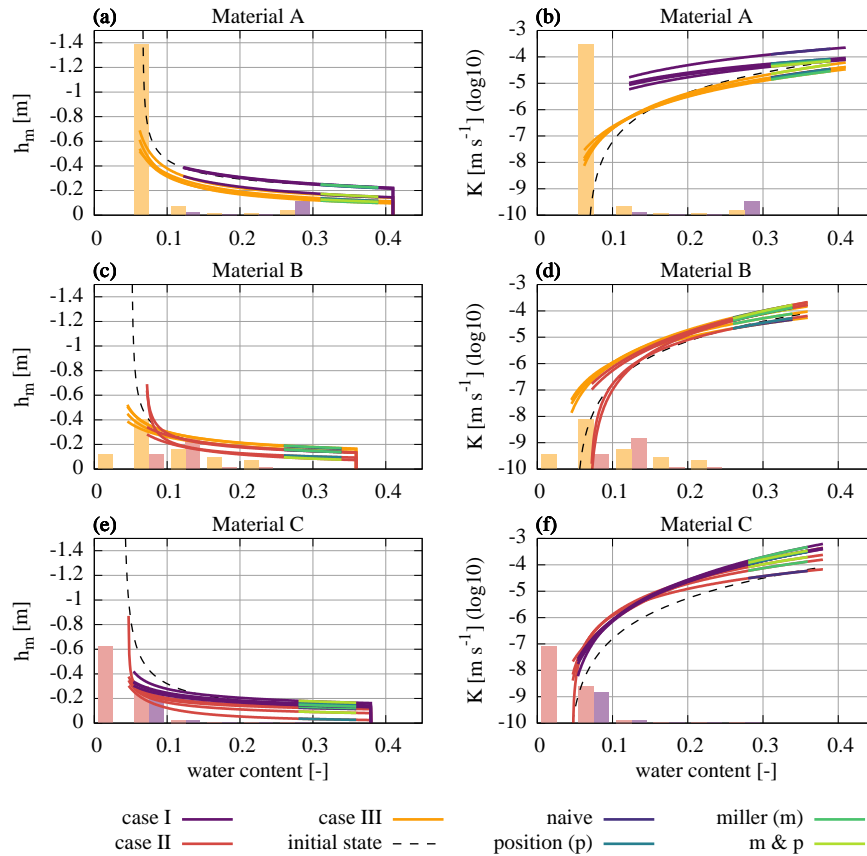 (a) Material A
-1.4
-1.2
-1
-0.8
-0.6
-0.4
-0.2
0
h_m [m]
0 0.1 0.2 0.3 0.4
(b) Material A
-3
-4
-5
-6
-7
-8
-9
-10
K [m s⁻¹] (log10)
0 0.1 0.2 0.3 0.4
(c) Material B
-1.4
-1.2
-1
-0.8
-0.6
-0.4
-0.2
0
h_m [m]
0 0.1 0.2 0.3 0.4
(d) Material B
-3
-4
-5
-6
-7
-8
-9
-10
K [m s⁻¹] (log10)
0 0.1 0.2 0.3 0.4
(e) Material C
-1.4
-1.2
-1
-0.8
-0.6
-0.4
-0.2
0
h_m [m]
0 0.1 0.2 0.3 0.4
water content [-]
(f) Material C
-3
-4
-5
-6
-7
-8
-9
-10
K [m s⁻¹] (log10)
0 0.1 0.2 0.3 0.4
water content [-]
case I case III naive miller (m)
case II initial state position (p) m & p